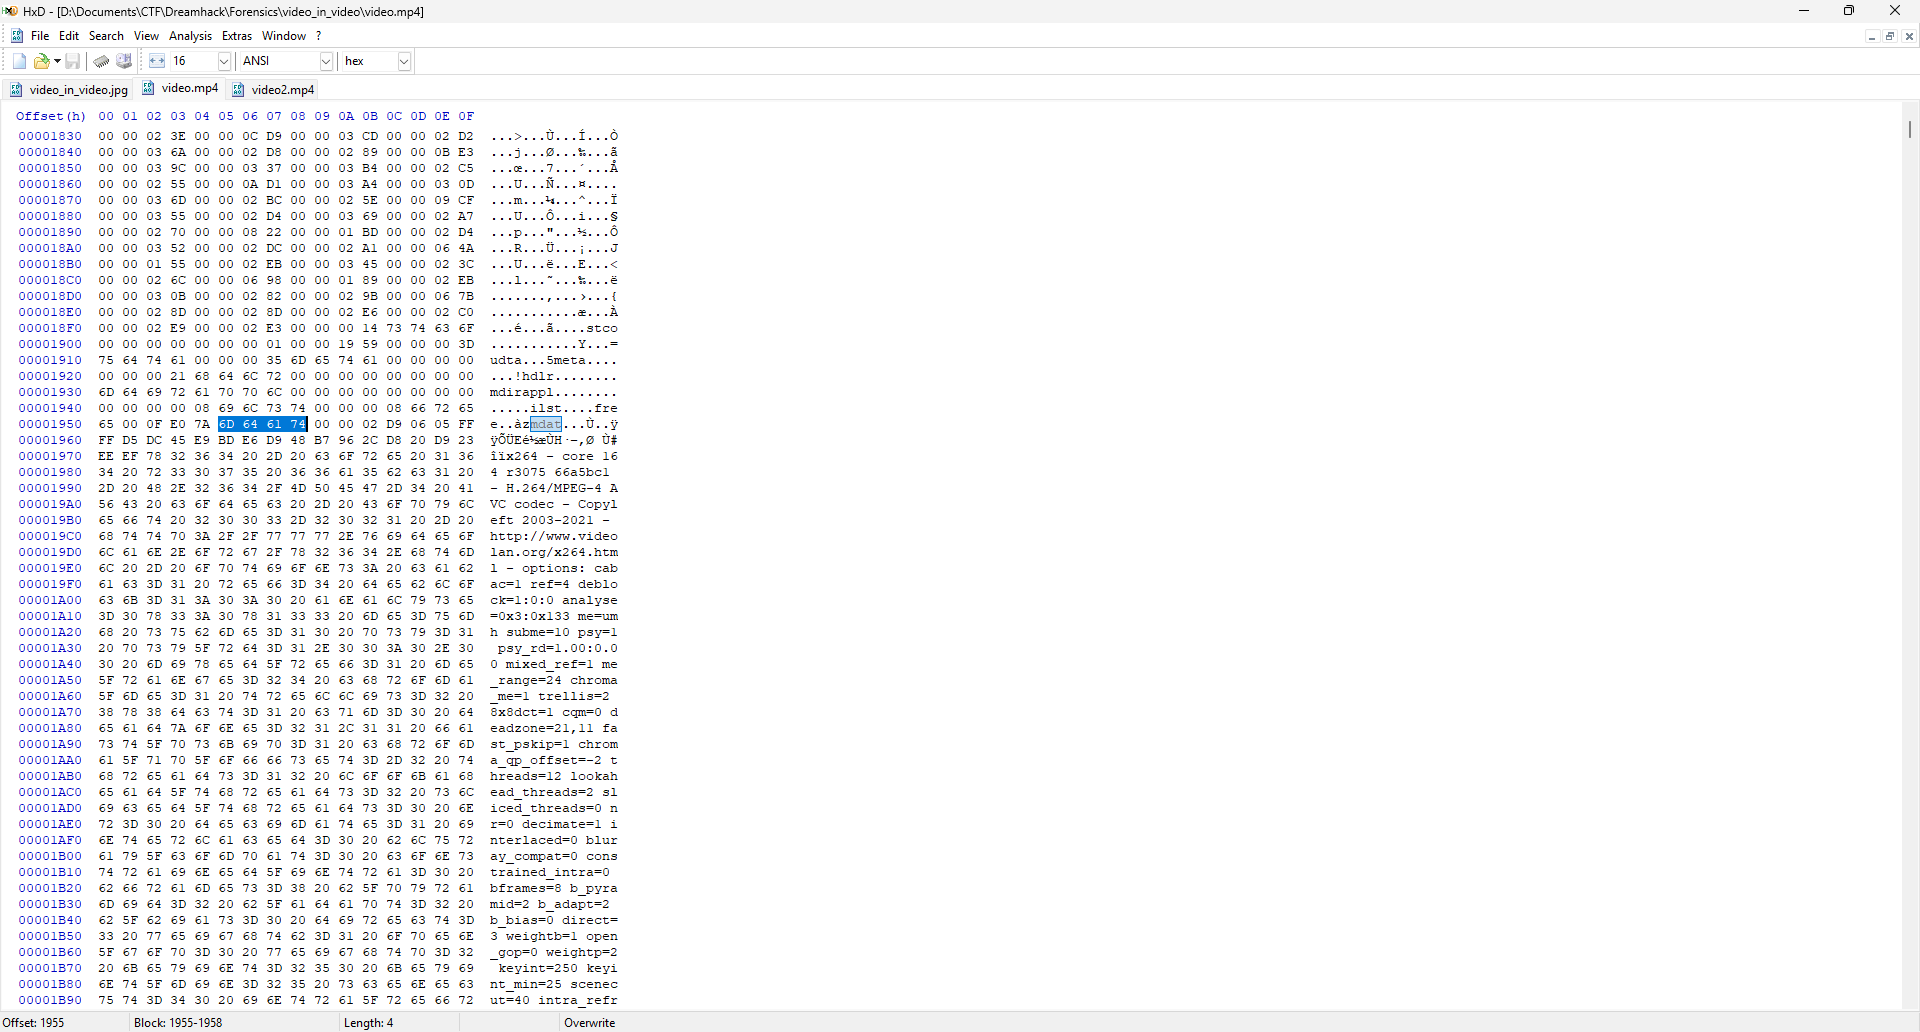 HxD - [D:\Documents\CTF\Dreamhack\Forensics\video_in_video\video.mp4]
File Edit Search View Analysis Extras Window ?
16 ANSI hex
video_in_video.jpg video.mp4 video2.mp4
Offset(h) 00 01 02 03 04 05 06 07 08 09 0A 0B 0C 0D 0E 0F
00001830 00 00 02 3E 00 00 0C D9 00 00 03 CD 00 00 02 D2 ...>...Ù...Í...Ò
00001840 00 00 03 6A 00 00 02 D8 00 00 02 89 00 00 0B E3 ...j...Ø...‰...ã
00001850 00 00 03 9C 00 00 03 37 00 00 03 B4 00 00 02 C5 ...œ...7...´...Å
00001860 00 00 02 55 00 00 0A D1 00 00 03 A4 00 00 03 0D ...U...Ñ...¤....
00001870 00 00 03 6D 00 00 02 BC 00 00 02 5E 00 00 09 CF ...m...¼...^...Ï
00001880 00 00 03 55 00 00 02 D4 00 00 03 69 00 00 02 A7 ...U...Ô...i...§
00001890 00 00 02 70 00 00 08 22 00 00 01 BD 00 00 02 D4 ...p..."...½...Ô
000018A0 00 00 03 52 00 00 02 DC 00 00 02 A1 00 00 06 4A ...R...Ü...¡...J
000018B0 00 00 01 55 00 00 02 EB 00 00 03 45 00 00 02 3C ...U...ë...E...<
000018C0 00 00 02 6C 00 00 06 98 00 00 01 89 00 00 02 EB ...l...˜...‰...ë
000018D0 00 00 03 0B 00 00 02 82 00 00 02 9B 00 00 06 7B .......‚...›...{
000018E0 00 00 02 8D 00 00 02 8D 00 00 02 E6 00 00 02 C0 ...........æ...À
000018F0 00 00 02 E9 00 00 02 E3 00 00 00 14 73 74 63 6F ...é...ã....stco
00001900 00 00 00 00 00 00 00 01 00 00 19 59 00 00 00 3D ...........Y...=
00001910 75 64 74 61 00 00 00 35 6D 65 74 61 00 00 00 00 udta...5meta....
00001920 00 00 00 21 68 64 6C 72 00 00 00 00 00 00 00 00 ...!hdlr........
00001930 6D 64 69 72 61 70 70 6C 00 00 00 00 00 00 00 00 mdirappl........
00001940 00 00 00 00 08 69 6C 73 74 00 00 00 08 66 72 65 .....ilst....fre
00001950 65 00 0F E0 7A 6D 64 61 74 00 00 02 D9 06 05 FF e..àzmdat...Ù..ÿ
00001960 FF D5 DC 45 E9 BD E6 D9 48 B7 96 2C D8 20 D9 23 ÿÕÜEé½æÙH·–,Ø Ù#
00001970 EE EF 78 32 36 34 20 2D 20 63 6F 72 65 20 31 36 îïx264 - core 16
00001980 34 20 72 33 30 37 35 20 36 36 61 35 62 63 31 20 4 r3075 66a5bc1
00001990 2D 20 48 2E 32 36 34 2F 4D 50 45 47 2D 34 20 41 - H.264/MPEG-4 A
000019A0 56 43 20 63 6F 64 65 63 20 2D 20 43 6F 70 79 6C VC codec - Copyl
000019B0 65 66 74 20 32 30 30 33 2D 32 30 32 31 20 2D 20 eft 2003-2021 -
000019C0 68 74 74 70 3A 2F 2F 77 77 77 2E 76 69 64 65 6F http://www.video
000019D0 6C 61 6E 2E 6F 72 67 2F 78 32 36 34 2E 68 74 6D lan.org/x264.htm
000019E0 6C 20 2D 20 6F 70 74 69 6F 6E 73 3A 20 63 61 62 l - options: cab
000019F0 61 63 3D 31 20 72 65 66 3D 34 20 64 65 62 6C 6F ac=1 ref=4 deblo
00001A00 63 6B 3D 31 3A 30 3A 30 20 61 6E 61 6C 79 73 65 ck=1:0:0 analyse
00001A10 3D 30 78 33 3A 30 78 31 33 33 20 6D 65 3D 75 6D =0x3:0x133 me=um
00001A20 68 20 73 75 62 6D 65 3D 31 30 20 70 73 79 3D 31 h subme=10 psy=1
00001A30 20 70 73 79 5F 72 64 3D 31 2E 30 30 3A 30 2E 30 psy_rd=1.00:0.0
00001A40 30 20 6D 69 78 65 64 5F 72 65 66 3D 31 20 6D 65 0 mixed_ref=1 me
00001A50 5F 72 61 6E 67 65 3D 32 34 20 63 68 72 6F 6D 61 _range=24 chroma
00001A60 5F 6D 65 3D 31 20 74 72 65 6C 6C 69 73 3D 32 20 _me=1 trellis=2
00001A70 38 78 38 64 63 74 3D 31 20 63 71 6D 3D 30 20 64 8x8dct=1 cqm=0 d
00001A80 65 61 64 7A 6F 6E 65 3D 32 31 2C 31 31 20 66 61 eadzone=21,11 fa
00001A90 73 74 5F 70 73 6B 69 70 3D 31 20 63 68 72 6F 6D st_pskip=1 chrom
00001AA0 61 5F 71 70 5F 6F 66 66 73 65 74 3D 2D 32 20 74 a_qp_offset=-2 t
00001AB0 68 72 65 61 64 73 3D 31 32 20 6C 6F 6F 6B 61 68 hreads=12 lookah
00001AC0 65 61 64 5F 74 68 72 65 61 64 73 3D 32 20 73 6C ead_threads=2 sl
00001AD0 69 63 65 64 5F 74 68 72 65 61 64 73 3D 30 20 6E iced_threads=0 n
00001AE0 72 3D 30 20 64 65 63 69 6D 61 74 65 3D 31 20 69 r=0 decimate=1 i
00001AF0 6E 74 65 72 6C 61 63 65 64 3D 30 20 62 6C 75 72 nterlaced=0 blur
00001B00 61 79 5F 63 6F 6D 70 61 74 3D 30 20 63 6F 6E 73 ay_compat=0 cons
00001B10 74 72 61 69 6E 65 64 5F 69 6E 74 72 61 3D 30 20 trained_intra=0
00001B20 62 66 72 61 6D 65 73 3D 38 20 62 5F 70 79 72 61 bframes=8 b_pyra
00001B30 6D 69 64 3D 32 20 62 5F 61 64 61 70 74 3D 32 20 mid=2 b_adapt=2
00001B40 62 5F 62 69 61 73 3D 30 20 64 69 72 65 63 74 3D b_bias=0 direct=
00001B50 33 20 77 65 69 67 68 74 62 3D 31 20 6F 70 65 6E 3 weightb=1 open
00001B60 5F 67 6F 70 3D 30 20 77 65 69 67 68 74 70 3D 32 _gop=0 weightp=2
00001B70 20 6B 65 79 69 6E 74 3D 32 35 30 20 6B 65 79 69 keyint=250 keyi
00001B80 6E 74 5F 6D 69 6E 3D 32 35 20 73 63 65 6E 65 63 nt_min=25 scenec
00001B90 75 74 3D 34 30 20 69 6E 74 72 61 5F 72 65 66 72 ut=40 intra_refr
Offset: 1955 Block: 1955-1958 Length: 4 Overwrite